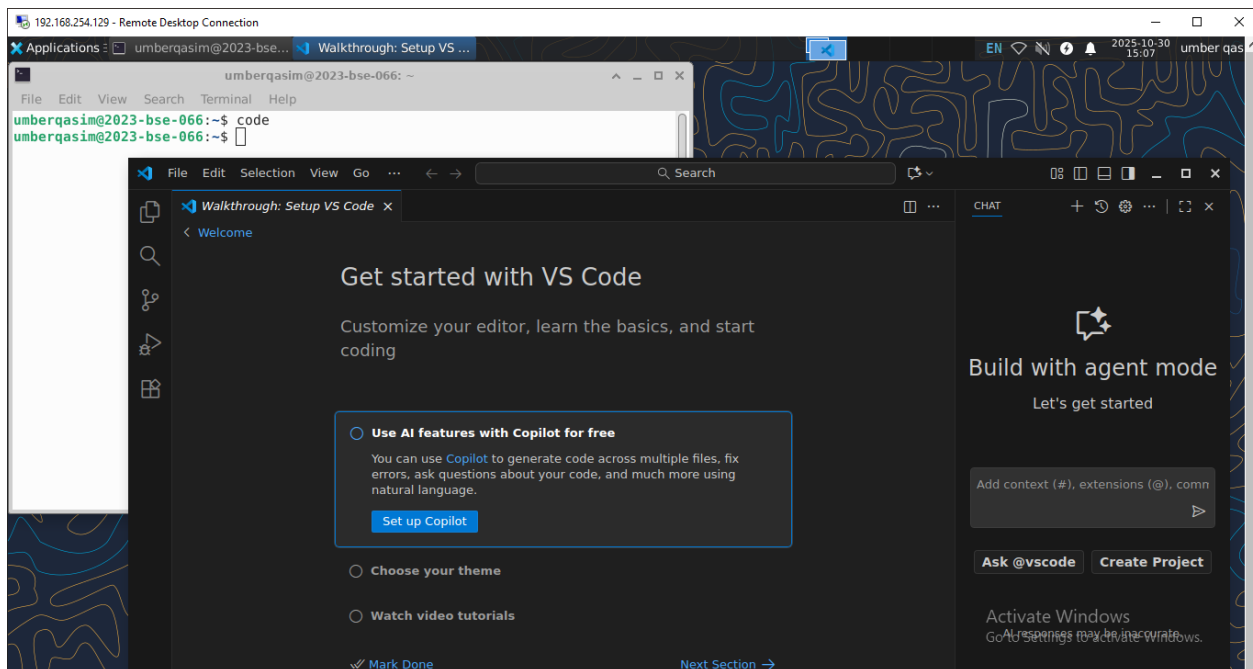 192.168.254.129 - Remote Desktop Connection
Applications umberqasim@2023-bse... Walkthrough: Setup VS ... EN 2025-10-30 15:07 umber qas
umberqasim@2023-bse-066: ~
File Edit View Search Terminal Help
umberqasim@2023-bse-066:~$ code
umberqasim@2023-bse-066:~$
File Edit Selection View Go ··· Search
Walkthrough: Setup VS Code
Welcome
Get started with VS Code
Customize your editor, learn the basics, and start
coding
Use AI features with Copilot for free
You can use Copilot to generate code across multiple files, fix
errors, ask questions about your code, and much more using
natural language.
Set up Copilot
Choose your theme
Watch video tutorials
Mark Done Next Section →
CHAT
Build with agent mode
Let's get started
Add context (#), extensions (@), comm
Ask @vscode Create Project
Activate Windows
AI responses may be inaccurate.
Go to Settings to activate Windows.